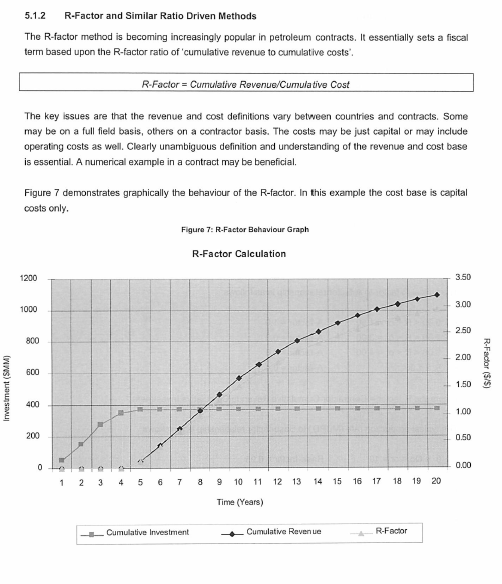 5.1.2 R-Factor and Similar Ratio Driven Methods
The R-factor method is becoming increasingly popular in petroleum contracts. It essentially sets a fiscal
term based upon the R-factor ratio of 'cumulative revenue to cumulative costs'.
R-Factor = Cumulative Revenue/Cumulative Cost
The key issues are that the revenue and cost definitions vary between countries and contracts. Some
may be on a full field basis, others on a contractor basis. The costs may be just capital or may include
operating costs as well. Clearly unambiguous definition and understanding of the revenue and cost base
is essential. A numerical example in a contract may be beneficial.
Figure 7 demonstrates graphically the behaviour of the R-factor. In this example the cost base is capital
costs only.
Figure 7: R-Factor Behaviour Graph
R-Factor Calculation
1200 3.50
1000 3.00
800 2.50
600 2.00
400 1.50
200 1.00
0 0.50
0.00
Investment ($MM)
R-Factor ($/$)
1 2 3 4 5 6 7 8 9 10 11 12 13 14 15 16 17 18 19 20
Time (Years)
Cumulative Investment Cumulative Revenue R-Factor